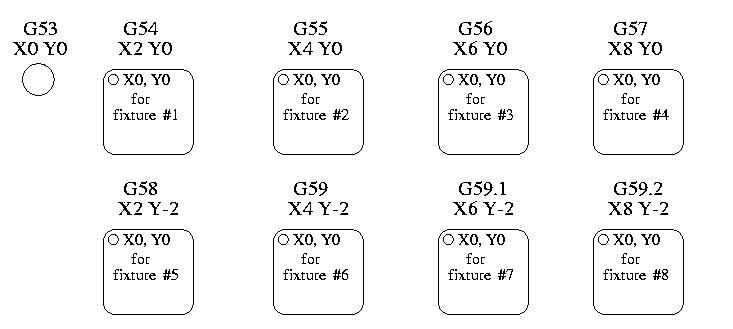 G53
X0 Y0
G54
X2 Y0
X0, Y0
for
fixture #1
G55
X4 Y0
X0, Y0
for
fixture #2
G56
X6 Y0
X0, Y0
for
fixture #3
G57
X8 Y0
X0, Y0
for
fixture #4
G58
X2 Y-2
X0, Y0
for
fixture #5
G59
X4 Y-2
X0, Y0
for
fixture #6
G59.1
X6 Y-2
X0, Y0
for
fixture #7
G59.2
X8 Y-2
X0, Y0
for
fixture #8